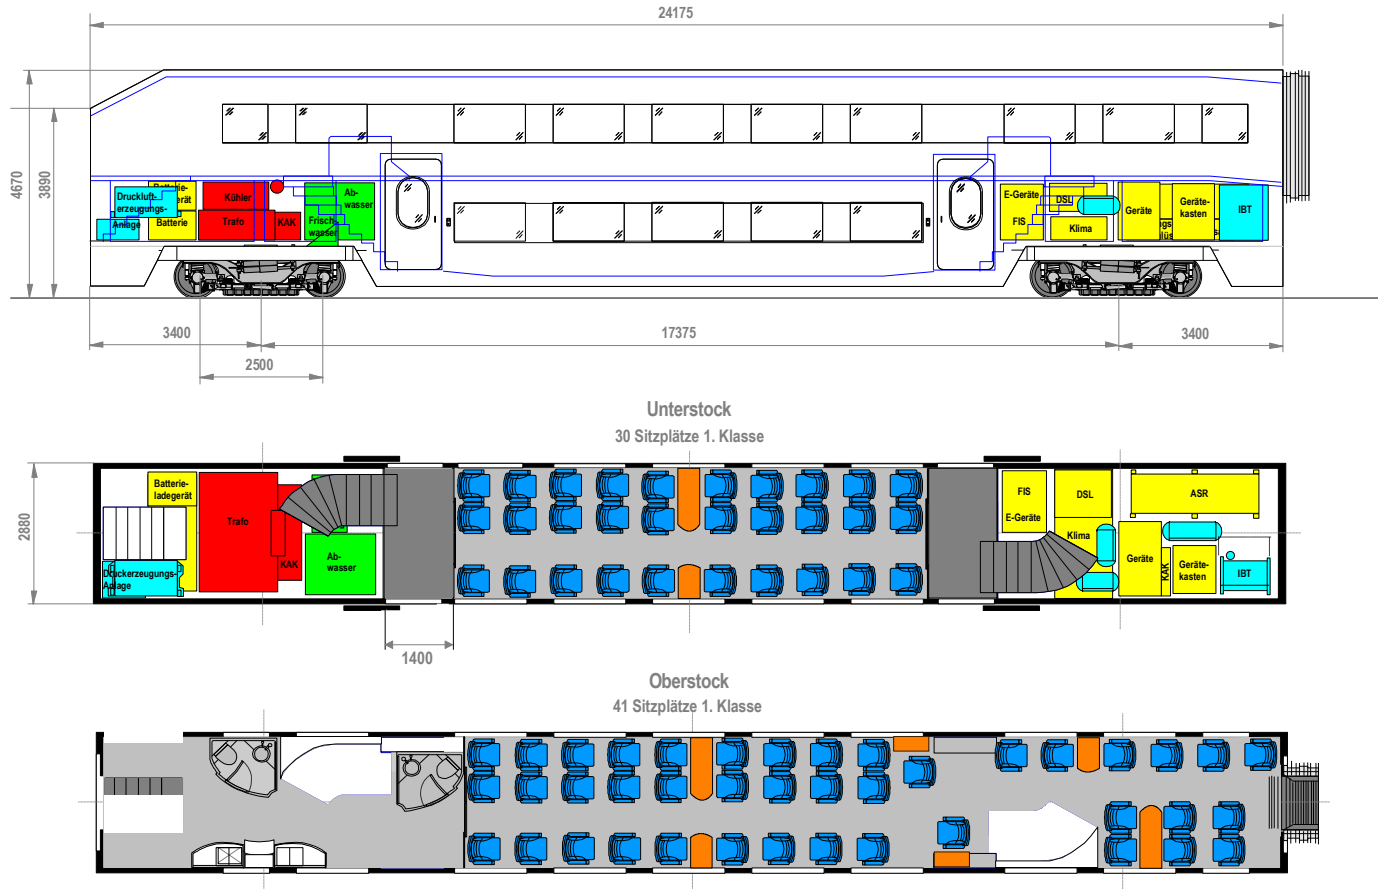 24175
4670
3890
Batterie-
gerät
Druckluft-
erzeugungs-
Anlage
Batterie
Kühler
Trafo
KAK
Ab-
wasser
Frisch-
wasser
E-Geräte
FIS
DSL
Klima
Geräte
Geräte-
kasten
IBT
3400
17375
3400
2500
Unterstock
30 Sitzplätze 1. Klasse
2880
Batterie-
ladegerät
Trafo
KAK
Druckerzeugungs-
Anlage
Ab-
wasser
FIS
E-Geräte
DSL
Klima
ASR
Geräte
KAK
Geräte-
kasten
IBT
1400
Oberstock
41 Sitzplätze 1. Klasse